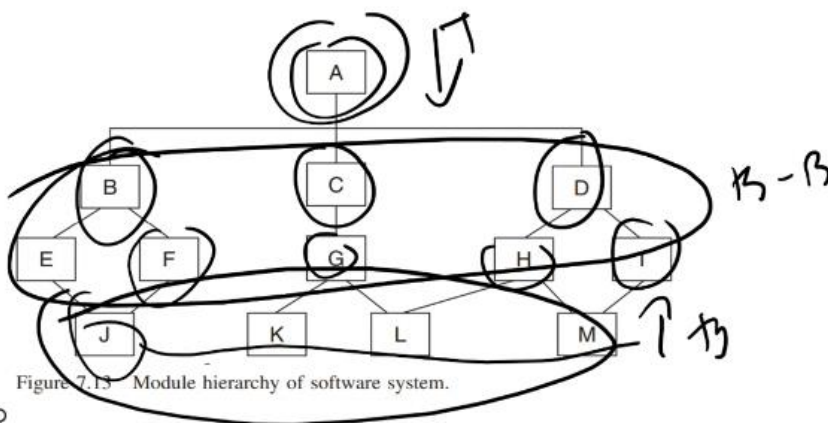 A
B C D
E F G H I
J K L M
Figure 7.13 Module hierarchy of software system.